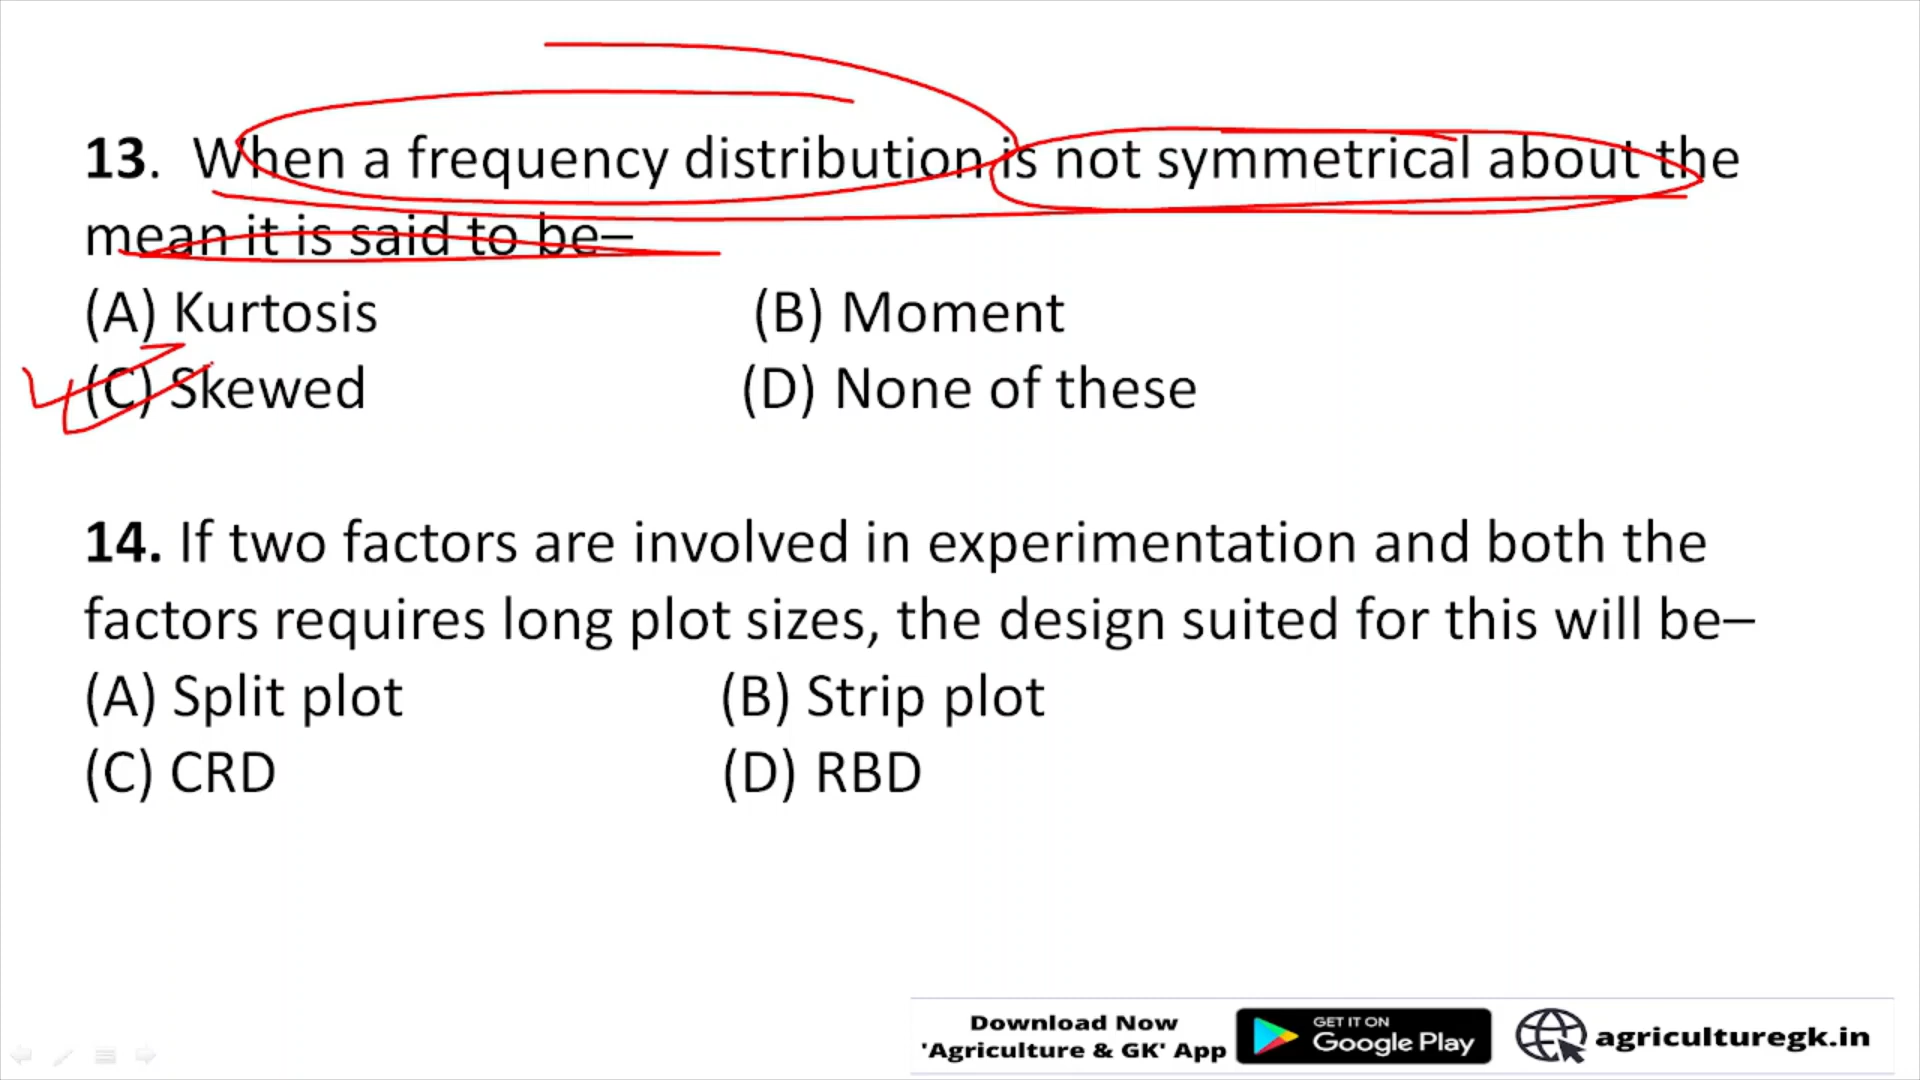 13. When a frequency distribution is not symmetrical about the
mean it is said to be–
(A) Kurtosis (B) Moment
(C) Skewed (D) None of these
14. If two factors are involved in experimentation and both the
factors requires long plot sizes, the design suited for this will be–
(A) Split plot (B) Strip plot
(C) CRD (D) RBD
Download Now
'Agriculture & GK' App
GET IT ON
Google Play
agriculturegk.in